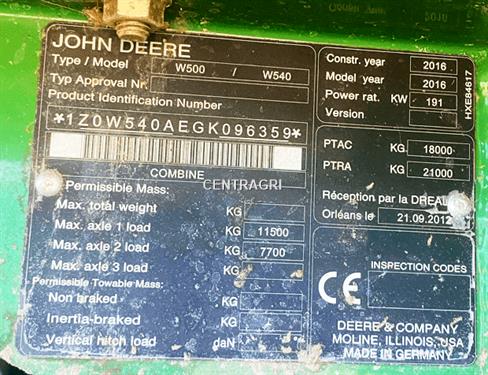 JOHN DEERE
Type / Model W500 / W540
Typ Approval Nr.
Product Identification Number
*1Z0W540AEGK096359*
COMBINE
CENTRAGRI
Permissible Mass:
Max. total weight KG
Max. axle 1 load KG 11500
Max. axle 2 load KG 7700
Max. axle 3 load KG
Permissible Towable Mass:
Non braked KG
Inertia-braked KG
Vertical hitch load daN
Constr. year 2016
Model year 2016
Power rat. KW 191
Version
HXE84617
PTAC KG 18000
PTRA KG 21000
Réception par la DREAL
Orléans le 21.09.2012
INSPECTION CODES
CE
DEERE & COMPANY
MOLINE, ILLINOIS, USA
MADE IN GERMANY